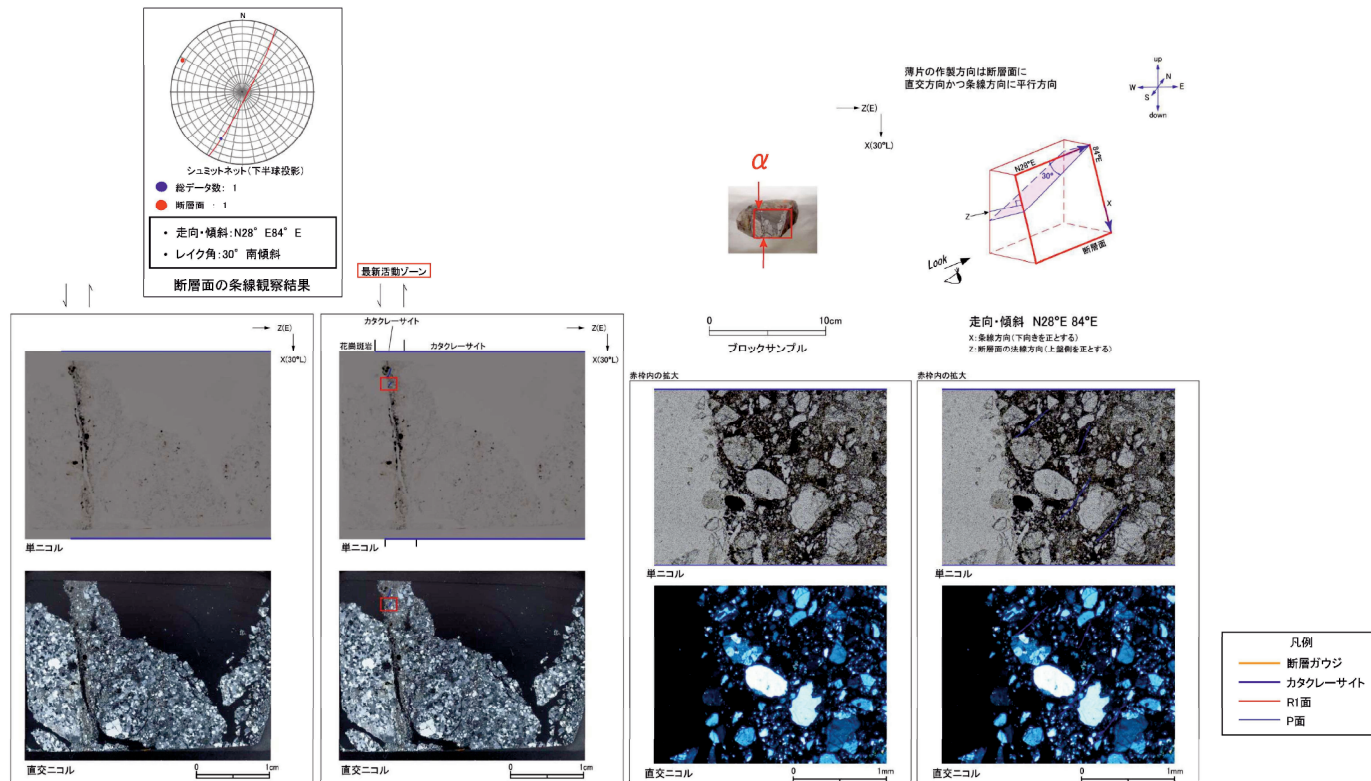 N
シュミットネット(下半球投影)
総データ数: 1
断層面 : 1
・ 走向・傾斜:N28° E84° E
・ レイク角:30° 南傾斜
断層面の条線観察結果
薄片の作製方向は断層面に
直交方向かつ条線方向に平行方向
up
N
W
E
S
down
Z(E)
X(30°L)
α
0
10cm
ブロックサンプル
N28°E
84°E
30°
Z
X
断層面
Look
走向・傾斜 N28°E 84°E
X:条線方向(下向きを正とする)
Z:断層面の法線方向(上盤側を正とする)
最新活動ゾーン
Z(E)
X(30°L)
単ニコル
直交ニコル
0
1cm
カタクレーサイト
花崗斑岩
カタクレーサイト
Z(E)
X(30°L)
単ニコル
直交ニコル
0
1cm
赤枠内の拡大
単ニコル
直交ニコル
0
1mm
赤枠内の拡大
単ニコル
直交ニコル
0
1mm
凡例
断層ガウジ
カタクレーサイト
R1面
P面